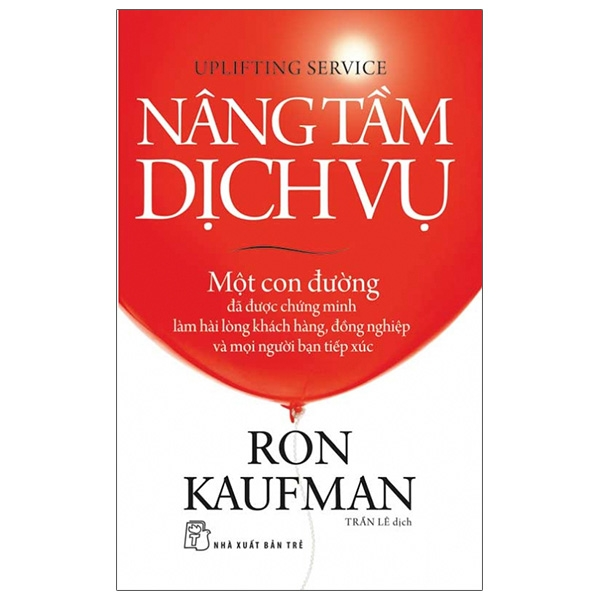 UPLIFTING SERVICE
NÂNG TẦM
DỊCH VỤ
Một con đường
đã được chứng minh
làm hài lòng khách hàng, đồng nghiệp
và mọi người bạn tiếp xúc
RON
KAUFMAN
TRẦN LÊ dịch
NHÀ XUẤT BẢN TRẺ